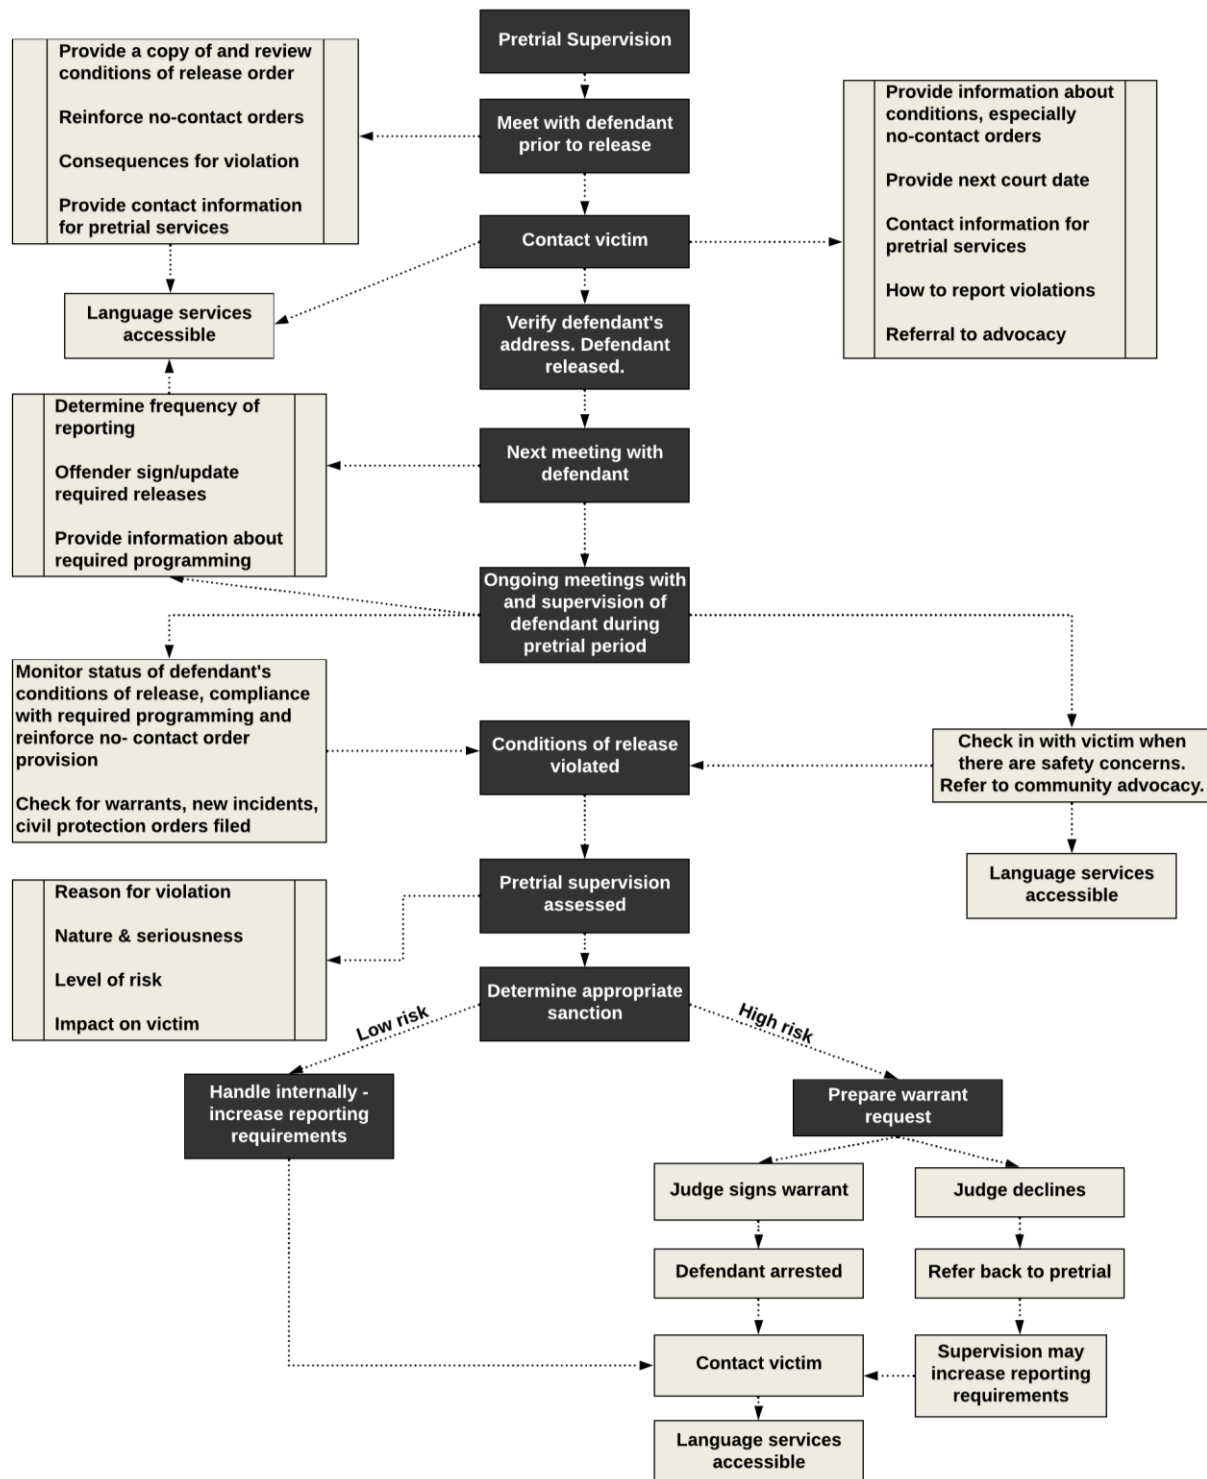 Pretrial Supervision
Provide a copy of and review
conditions of release order
Reinforce no-contact orders
Consequences for violation
Provide contact information
for pretrial services
Meet with defendant
prior to release
Provide information about
conditions, especially
no-contact orders
Provide next court date
Contact information for
pretrial services
How to report violations
Referral to advocacy
Contact victim
Language services
accessible
Verify defendant's
address. Defendant
released.
Determine frequency of
reporting
Offender sign/update
required releases
Provide information about
required programming
Next meeting with
defendant
Ongoing meetings with
and supervision of
defendant during
pretrial period
Monitor status of defendant's
conditions of release, compliance
with required programming and
reinforce no- contact order
provision
Check for warrants, new incidents,
civil protection orders filed
Conditions of release
violated
Check in with victim when
there are safety concerns.
Refer to community advocacy.
Language services
accessible
Pretrial supervision
assessed
Reason for violation
Nature & seriousness
Level of risk
Impact on victim
Determine appropriate
sanction
Low risk
High risk
Handle internally -
increase reporting
requirements
Prepare warrant
request
Judge signs warrant
Judge declines
Defendant arrested
Refer back to pretrial
Contact victim
Supervision may
increase reporting
requirements
Language services
accessible